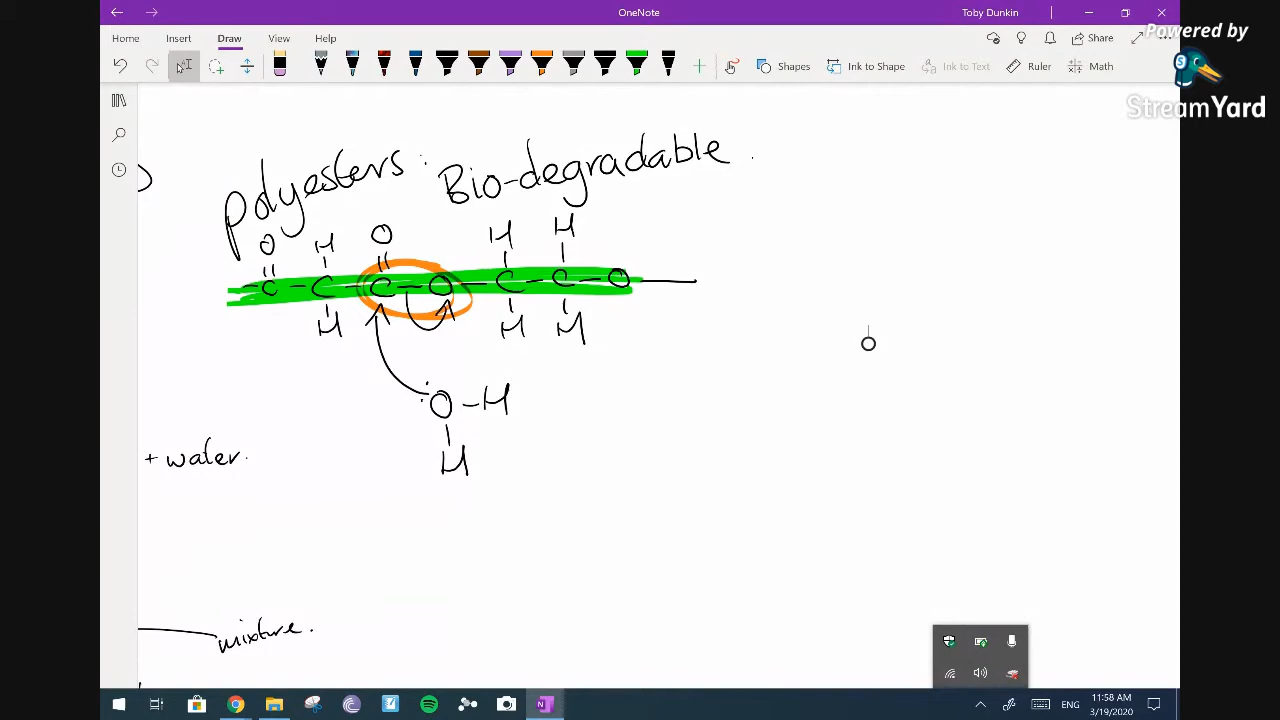 OneNote
Toby Dunkin
Powered by
StreamYard
Home
Insert
Draw
View
Help
Share
Shapes
Ink to Shape
Ink to Text
Ruler
Math
polyesters : Bio-degradable .
O H O H H
- C - C - C - O - C - C - O -
H H H
: O - H
H
+ water.
mixture.
ENG
11:58 AM
3/19/2020